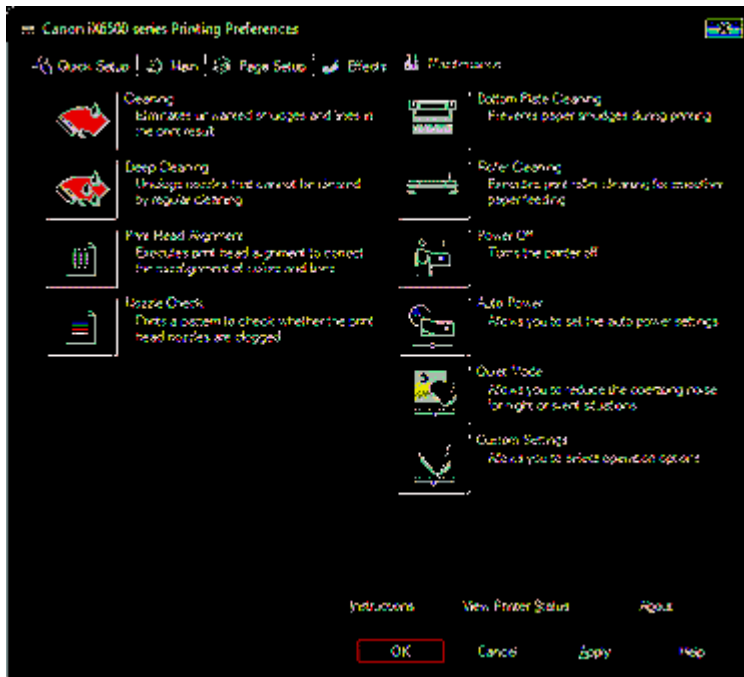 Canon iX6500 series Printing Preferences
Quick Setup
Main
Page Setup
Effects
Maintenance
Cleaning
Eliminates unwanted smudges and lines in
the print result
Deep Cleaning
Unclogs nozzles that cannot be removed
by regular cleaning
Print Head Alignment
Executes print head alignment to correct
for misalignment of colors and lines
Nozzle Check
Prints a pattern to check whether the print
head nozzles are clogged
Bottom Plate Cleaning
Prevents paper smudges during printing
Roller Cleaning
Executes print roller cleaning for smoother
paper feeding
Power Off
Turns the printer off
Auto Power
Allows you to set the auto power settings
Quiet Mode
Allows you to reduce the operating noise
for night or silent situations
Custom Settings
Allows you to select operation options
Instructions
View Printer Status
About
OK
Cancel
Apply
Help